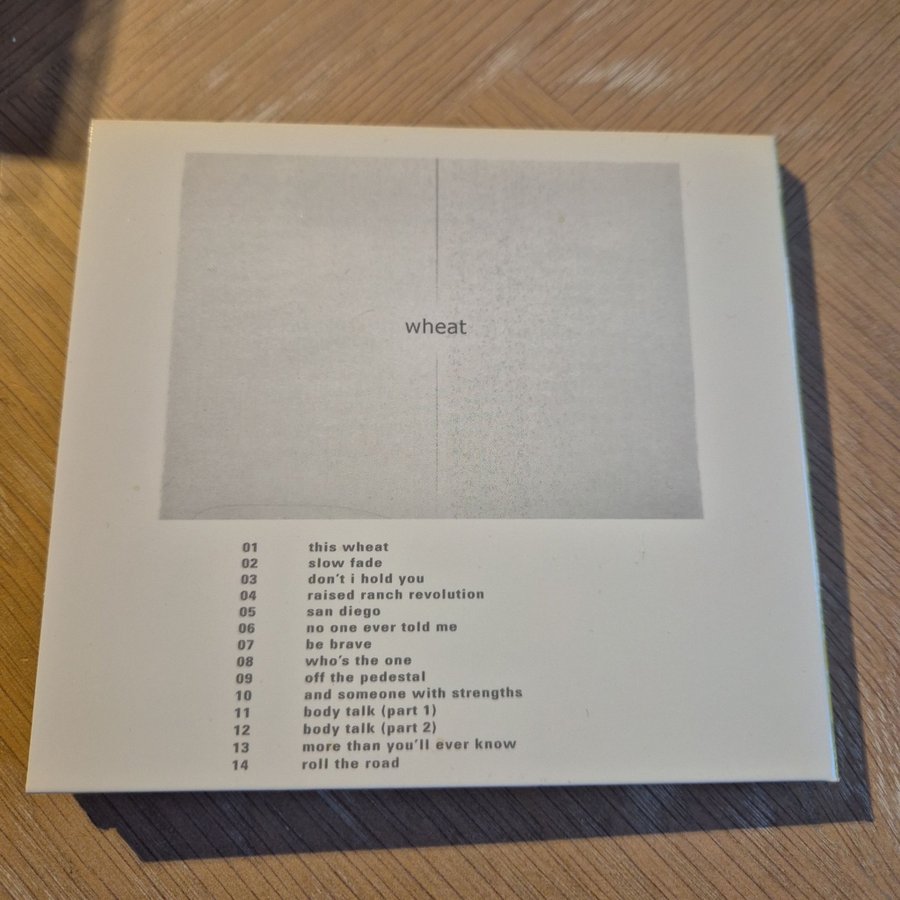 wheat
01 this wheat
02 slow fade
03 don't i hold you
04 raised ranch revolution
05 san diego
06 no one ever told me
07 be brave
08 who's the one
09 off the pedestal
10 and someone with strengths
11 body talk (part 1)
12 body talk (part 2)
13 more than you'll ever know
14 roll the road